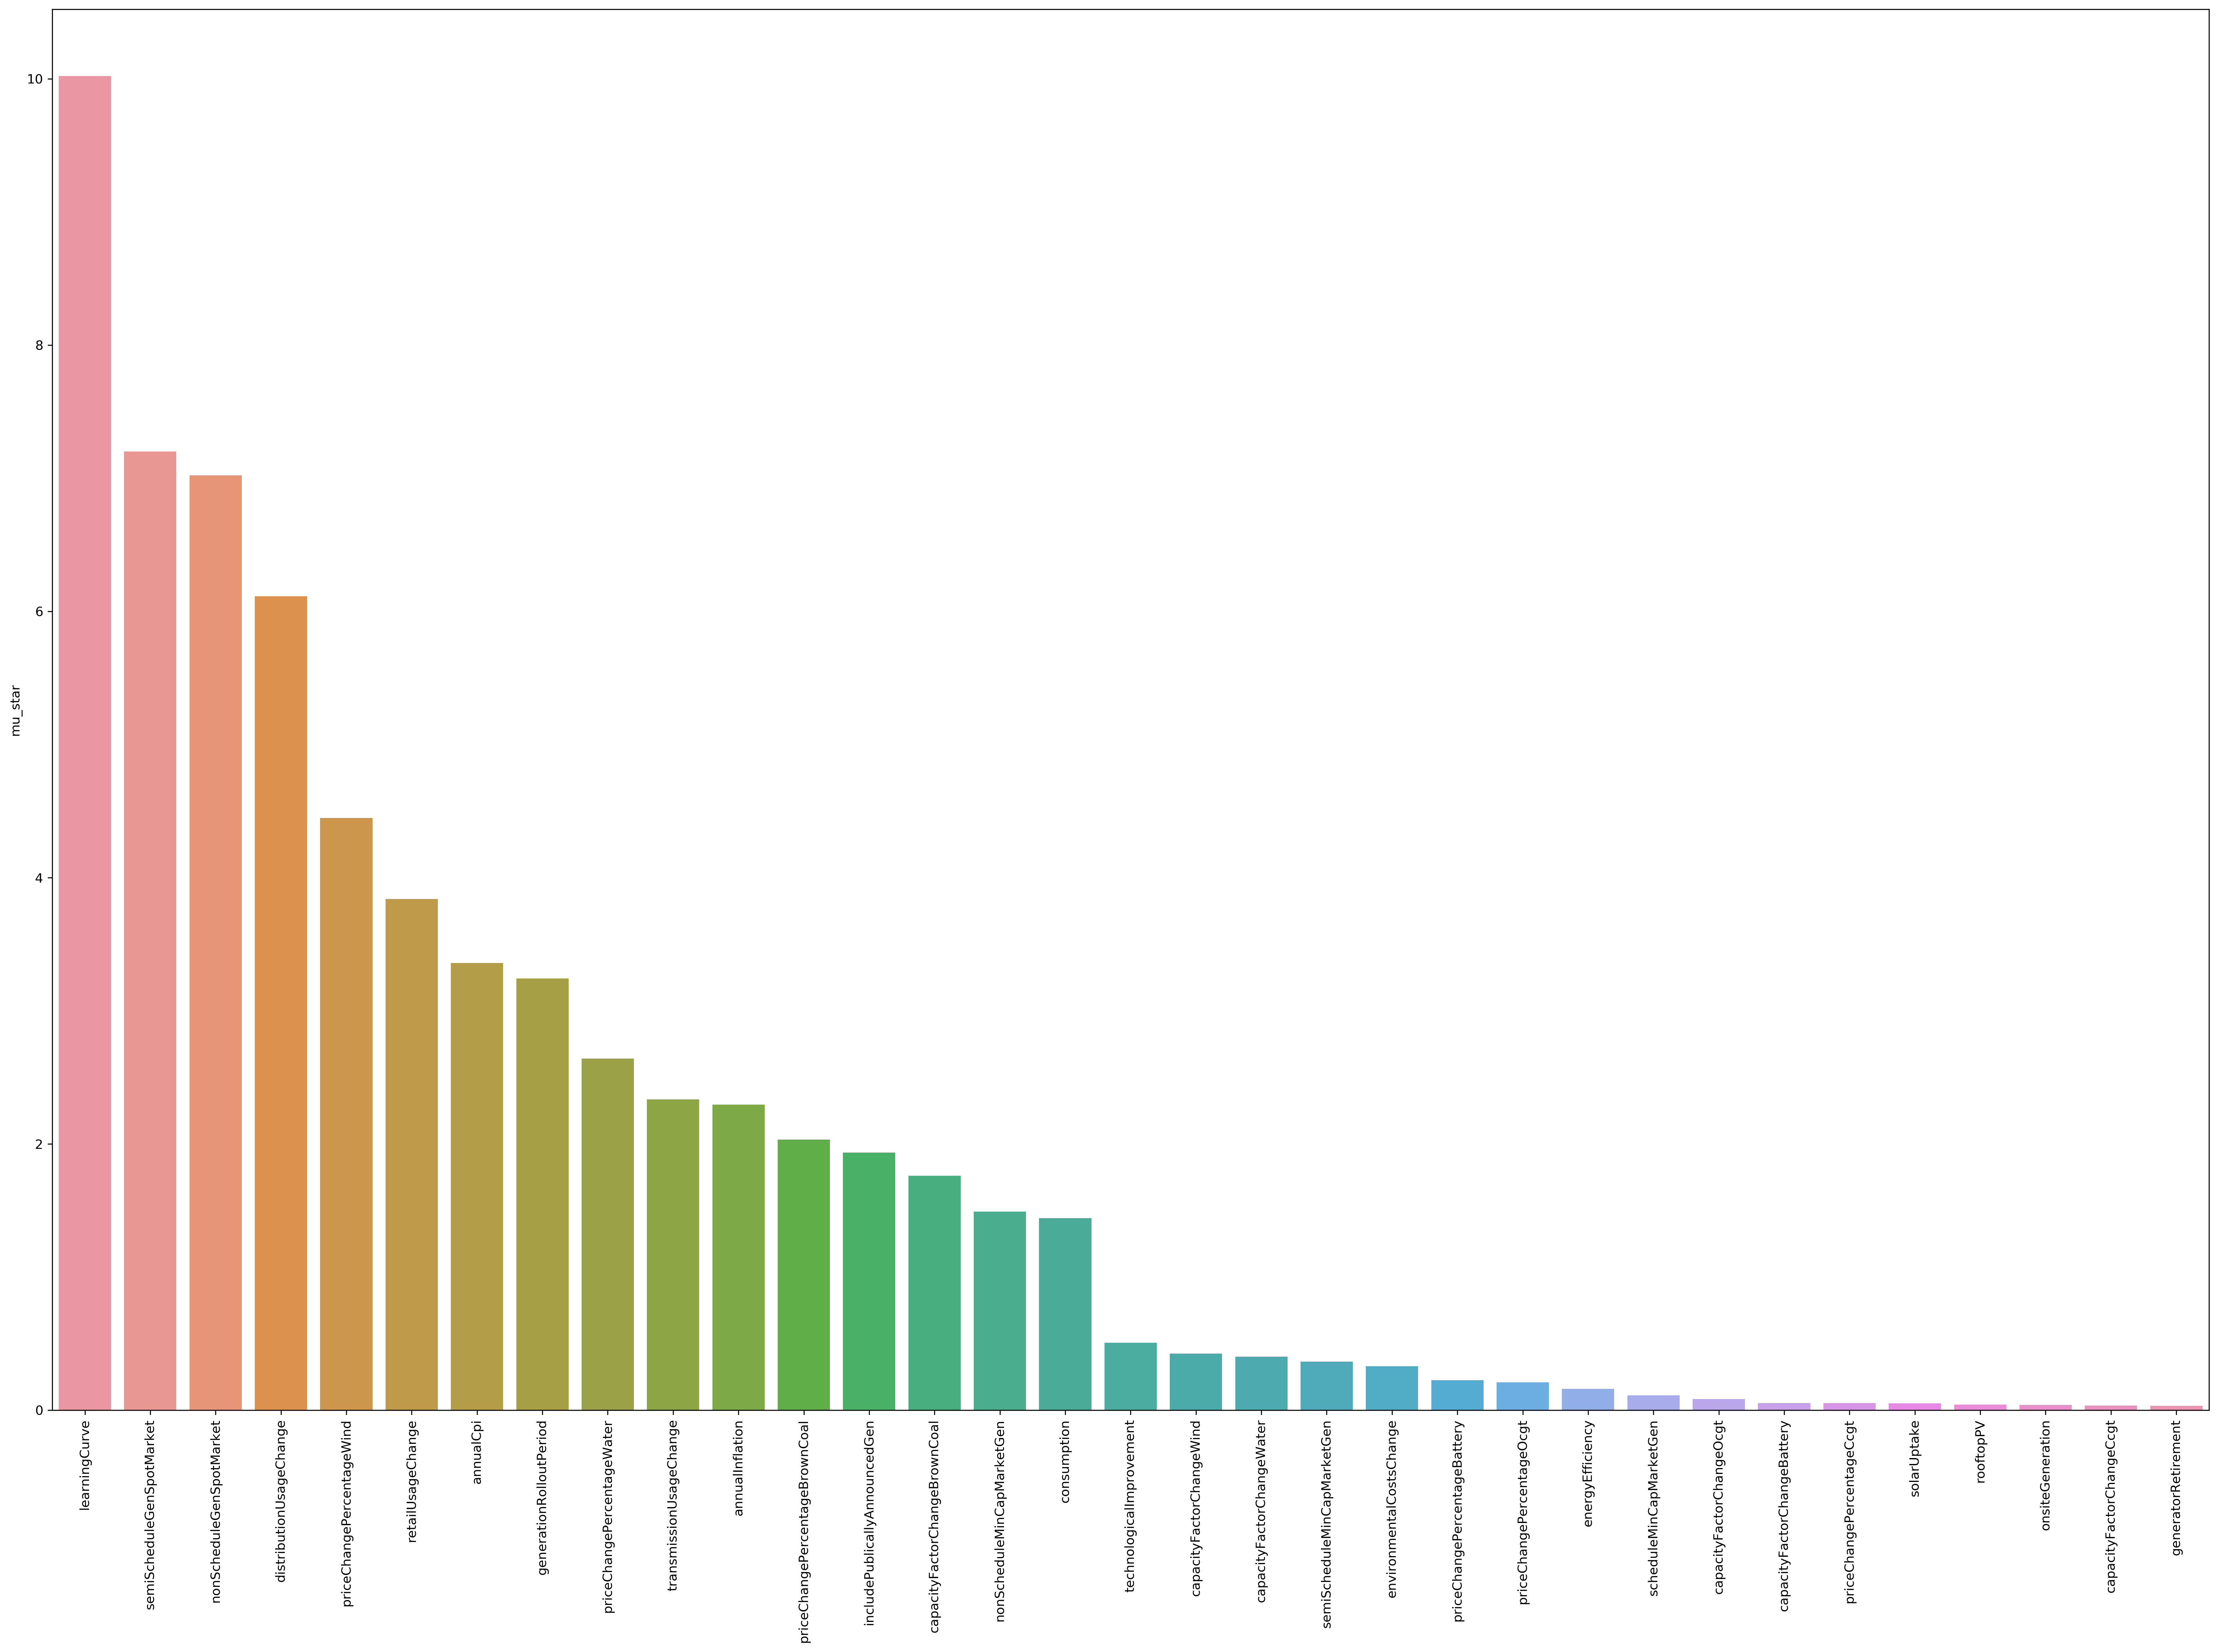 10
8
6
4
2
0
mu_star
learningCurve
semiScheduleGenSpotMarket
nonScheduleGenSpotMarket
distributionUsageChange
priceChangePercentageWind
retailUsageChange
annualCpi
generationRolloutPeriod
priceChangePercentageWater
transmissionUsageChange
annualInflation
priceChangePercentageBrownCoal
includePublicallyAnnouncedGen
capacityFactorChangeBrownCoal
nonScheduleMinCapMarketGen
consumption
technologicalImprovement
capacityFactorChangeWind
capacityFactorChangeWater
semiScheduleMinCapMarketGen
environmentalCostsChange
priceChangePercentageBattery
priceChangePercentageOcgt
energyEfficiency
scheduleMinCapMarketGen
capacityFactorChangeOcgt
capacityFactorChangeBattery
priceChangePercentageCcgt
solarUptake
rooftopPV
onsiteGeneration
capacityFactorChangeCcgt
generatorRetirement